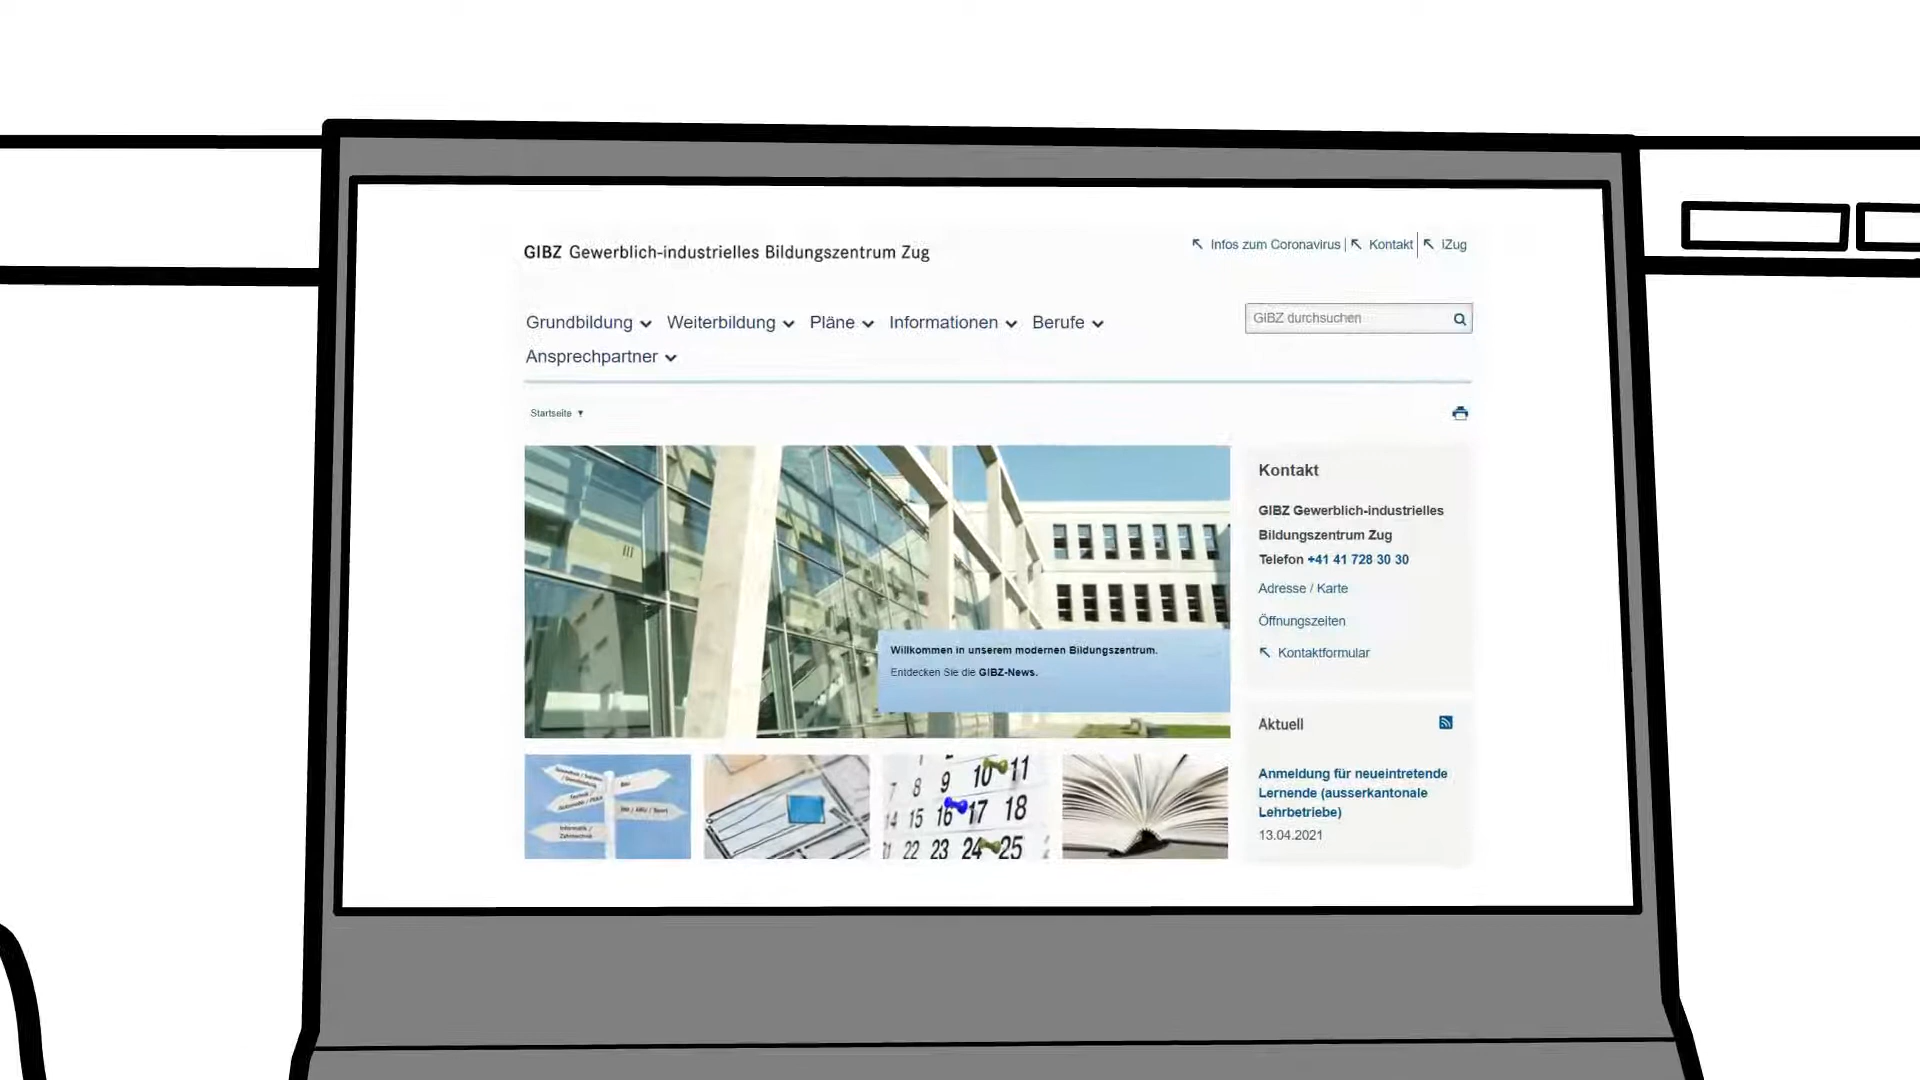 GIBZ Gewerblich-industrielles Bildungszentrum Zug
Infos zum Coronavirus
Kontakt
IZug
Grundbildung
Weiterbildung
Pläne
Informationen
Berufe
GIBZ durchsuchen
Ansprechpartner
Startseite
Willkommen in unserem modernen Bildungszentrum.
Entdecken Sie die GIBZ-News.
Kontakt
GIBZ Gewerblich-industrielles
Bildungszentrum Zug
Telefon +41 41 728 30 30
Adresse / Karte
Öffnungszeiten
Kontaktformular
Aktuell
Anmeldung für neueintretende
Lernende (ausserkantonale
Lehrbetriebe)
13.04.2021
Bau
Informatik /
Zahntechnik
7 8 9 10 11
14 15 16 17 18
22 23 24 25